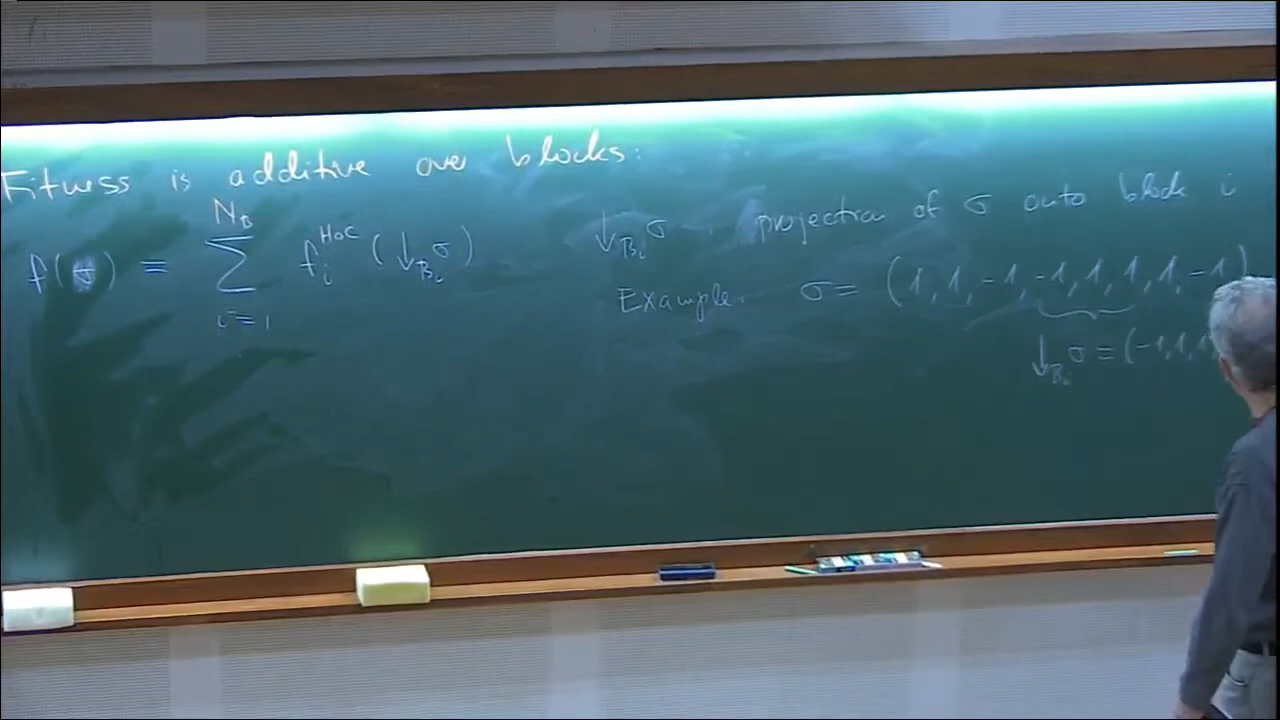 Fitness is additive over blocks:
f(σ) = ∑_{i=1}^{N_B} f_i^{HoC} (↓_{B_i} σ)
↓_{B_i} σ : projection of σ onto block i
Example. σ = (1, 1, -1, -1, 1, 1, 1, -1)
↓_{B_i} σ = (-1, 1, 1